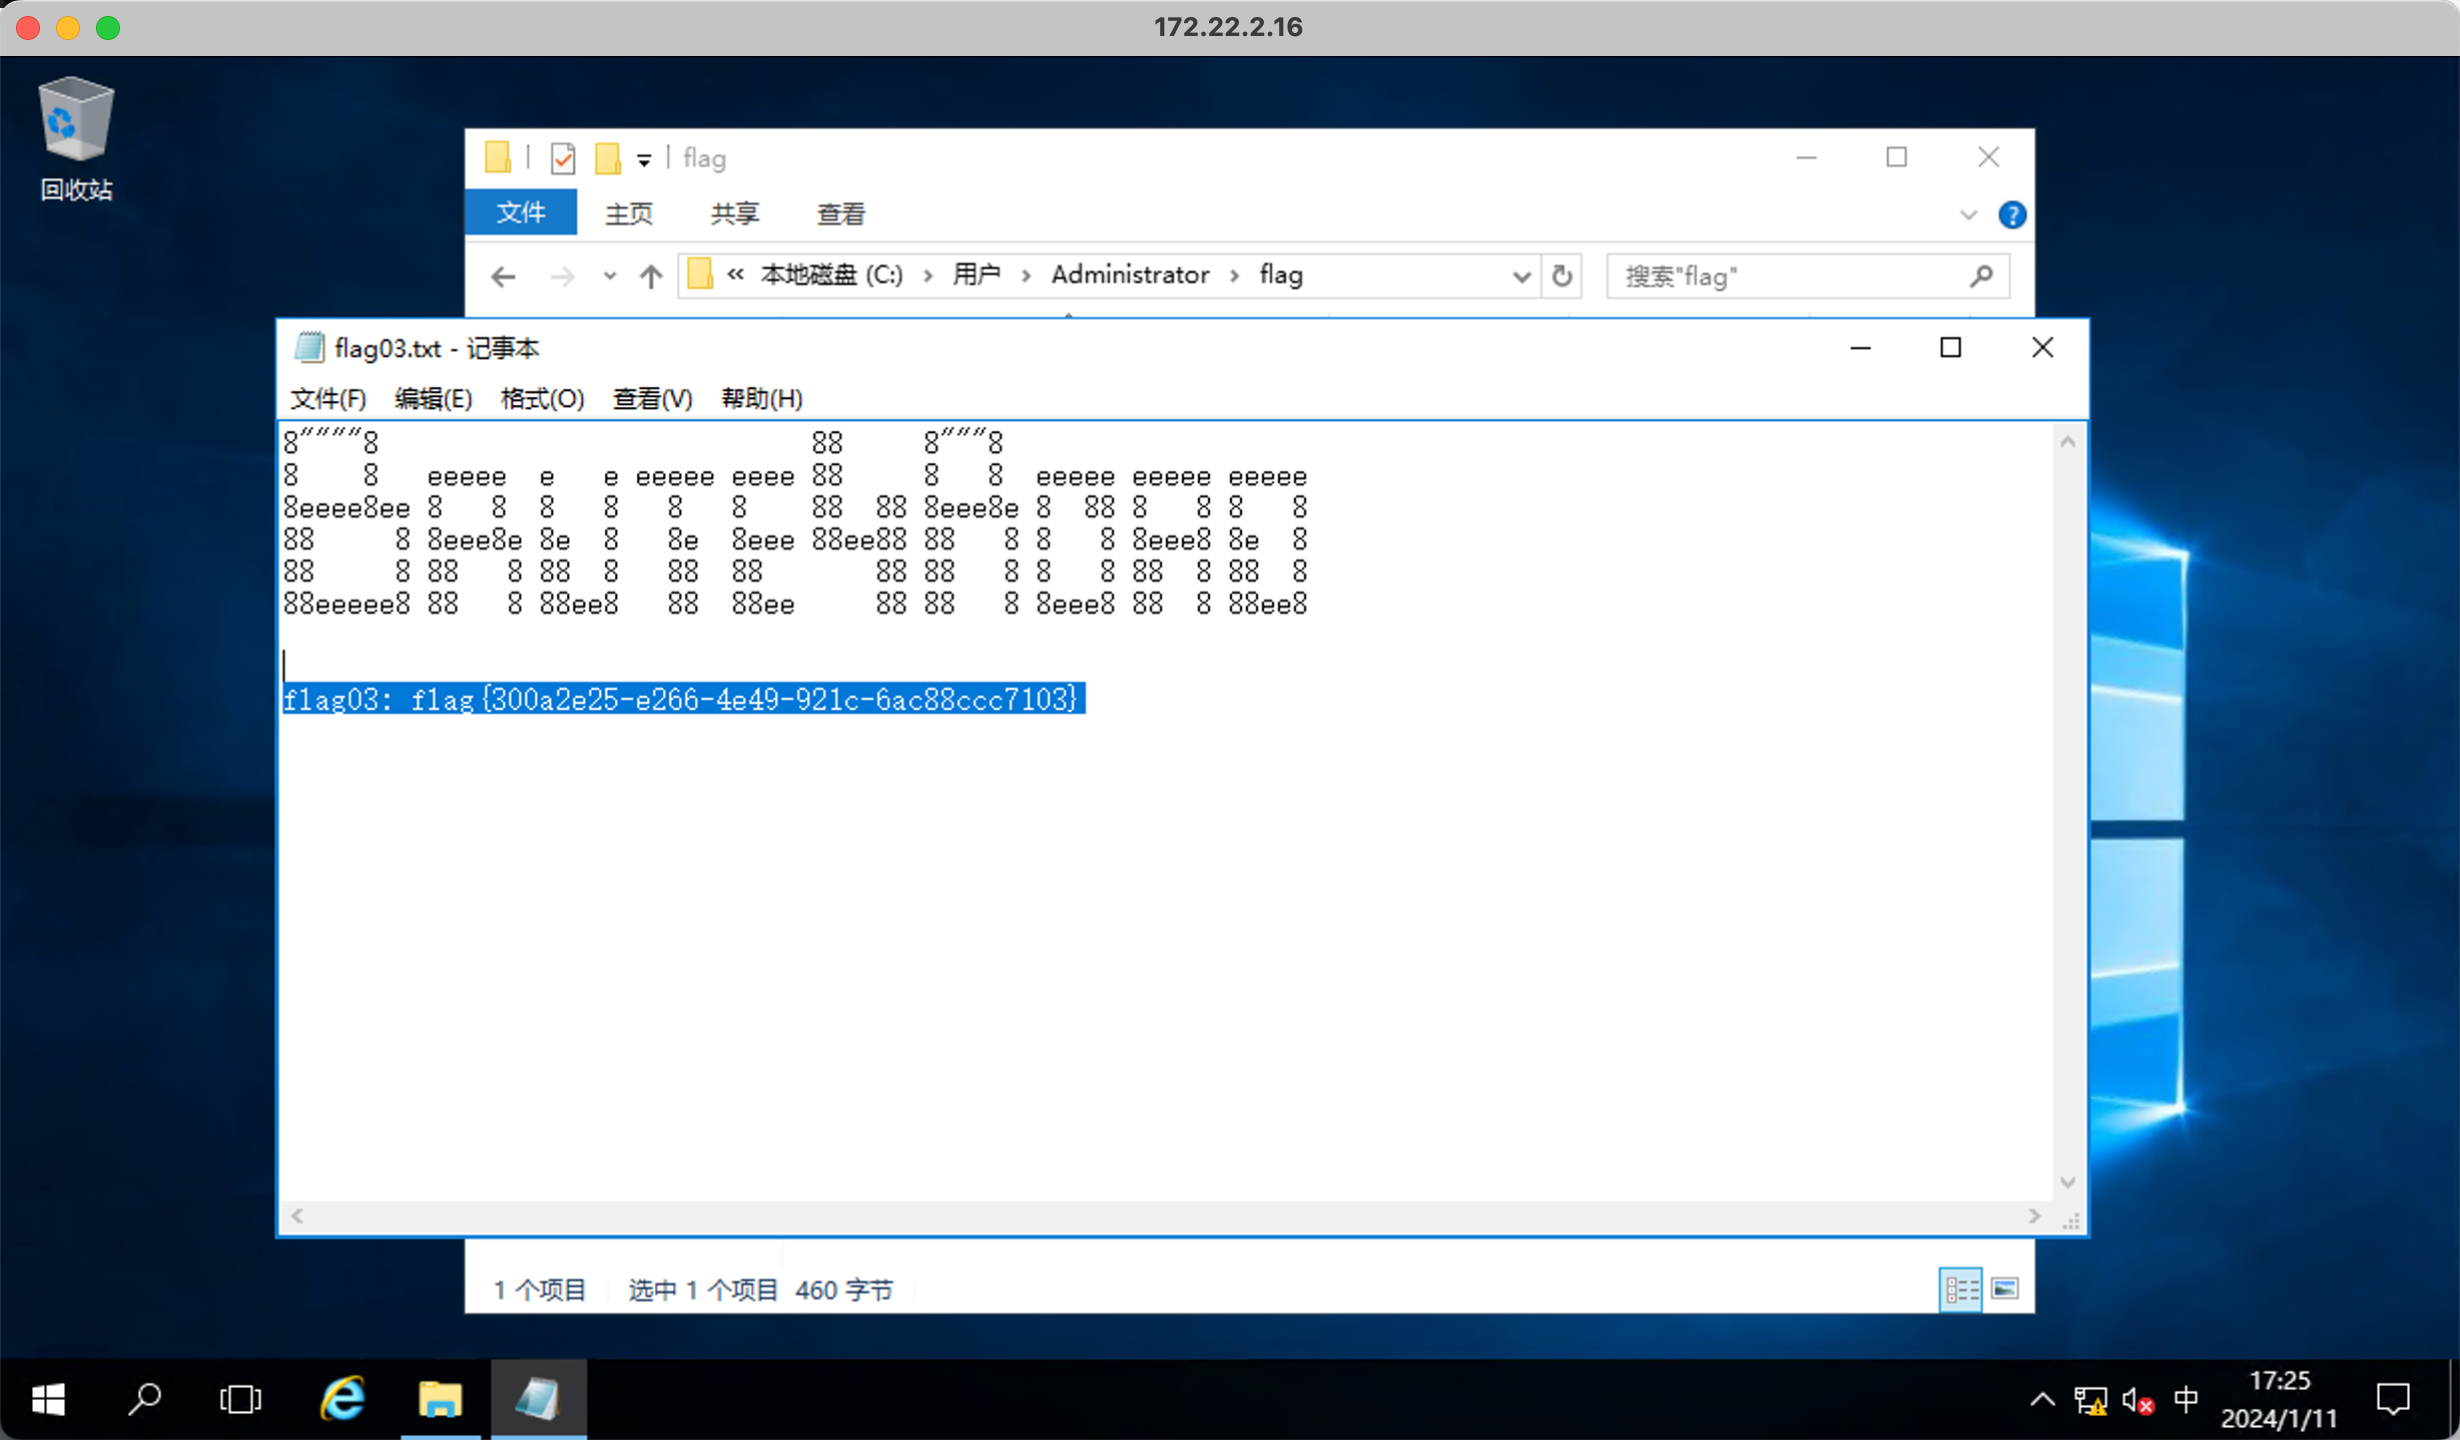 172.22.2.16
回收站
flag
文件 主页 共享 查看
« 本地磁盘 (C:) › 用户 › Administrator › flag
搜索"flag"
flag03.txt - 记事本
文件(F) 编辑(E) 格式(O) 查看(V) 帮助(H)
8""""8                           88     8"""8
8    8   eeeee  e   e eeeee eeee 88     8   8  eeeee eeeee eeeee
8eeee8ee 8   8  8   8   8   8    88  88 8eee8e 8  88 8   8 8   8
88     8 8eee8e 8e  8   8e  8eee 88ee88 88   8 8   8 8eee8 8e  8
88     8 88   8 88  8   88  88       88 88   8 8   8 88  8 88  8
88eeeee8 88   8 88ee8   88  88ee     88 88   8 8eee8 88  8 88ee8
flag03: flag{300a2e25-e266-4e49-921c-6ac88ccc7103}
1 个项目 选中 1 个项目 460 字节
中
17:25
2024/1/11